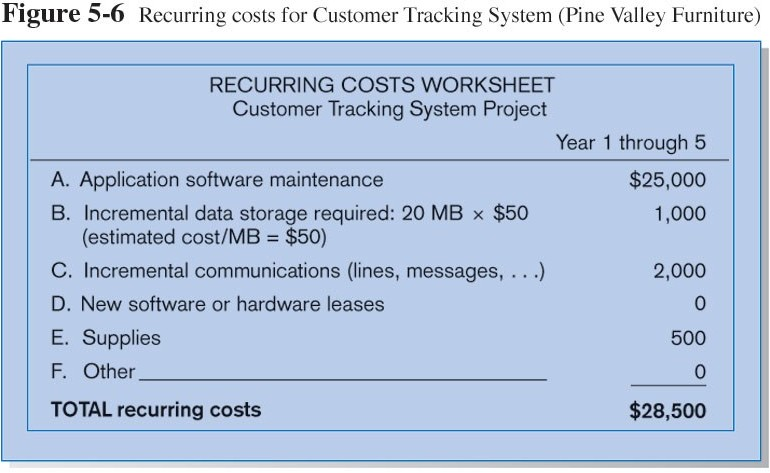 Figure 5-6 Recurring costs for Customer Tracking System (Pine Valley Furniture)
RECURRING COSTS WORKSHEET
Customer Tracking System Project
Year 1 through 5
A. Application software maintenance $25,000
B. Incremental data storage required: 20 MB × $50 1,000
(estimated cost/MB = $50)
C. Incremental communications (lines, messages, . . .) 2,000
D. New software or hardware leases 0
E. Supplies 500
F. Other 0
TOTAL recurring costs $28,500